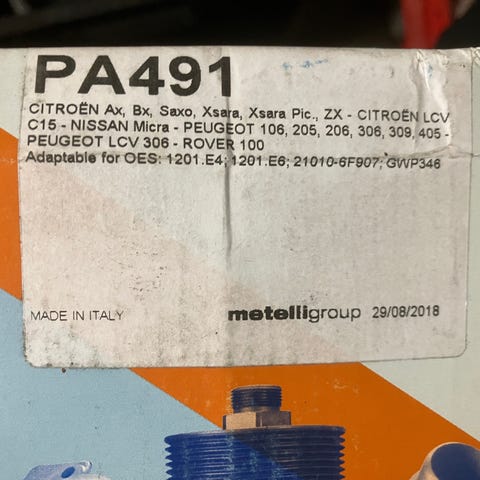 PA491
CITROËN Ax, Bx, Saxo, Xsara, Xsara Pic., ZX - CITROËN LCV
C15 - NISSAN Micra - PEUGEOT 106, 205, 206, 306, 309, 405 -
PEUGEOT LCV 306 - ROVER 100
Adaptable for OES: 1201.E4; 1201.E6; 21010-6F907; GWP346
MADE IN ITALY metelligroup 29/08/2018